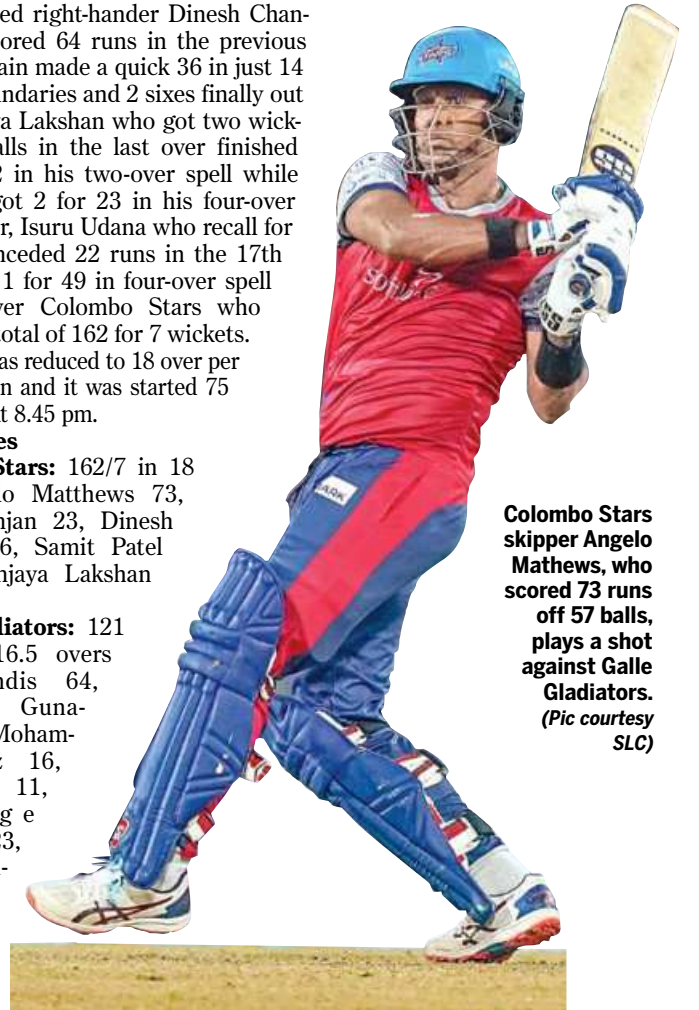 ed right-hander Dinesh Chan-
ored 64 runs in the previous
ain made a quick 36 in just 14
ndaries and 2 sixes finally out
a Lakshan who got two wick-
alls in the last over finished
2 in his two-over spell while
got 2 for 23 in his four-over
r, Isuru Udana who recall for
nceded 22 runs in the 17th
1 for 49 in four-over spell
ver Colombo Stars who
total of 162 for 7 wickets.
as reduced to 18 over per
n and it was started 75
t 8.45 pm.
es
Stars: 162/7 in 18
o Matthews 73,
njan 23, Dinesh
6, Samit Patel
njaya Lakshan
liators: 121
16.5 overs
ndis 64,
Guna-
Moham-
z 16,
11,
g e
23,
-
Colombo Stars
skipper Angelo
Mathews, who
scored 73 runs
off 57 balls,
plays a shot
against Galle
Gladiators.
(Pic courtesy
SLC)
ARK